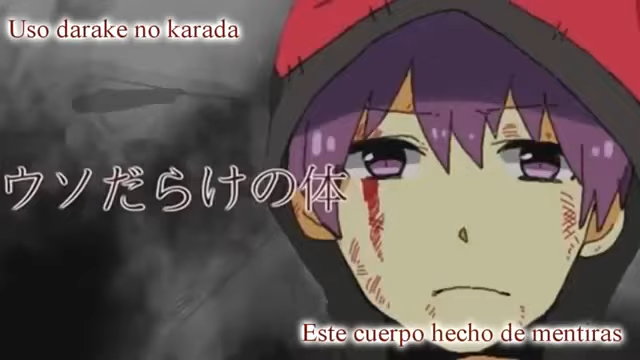 Uso darake no karada
ウソだらけの体
Este cuerpo hecho de mentiras